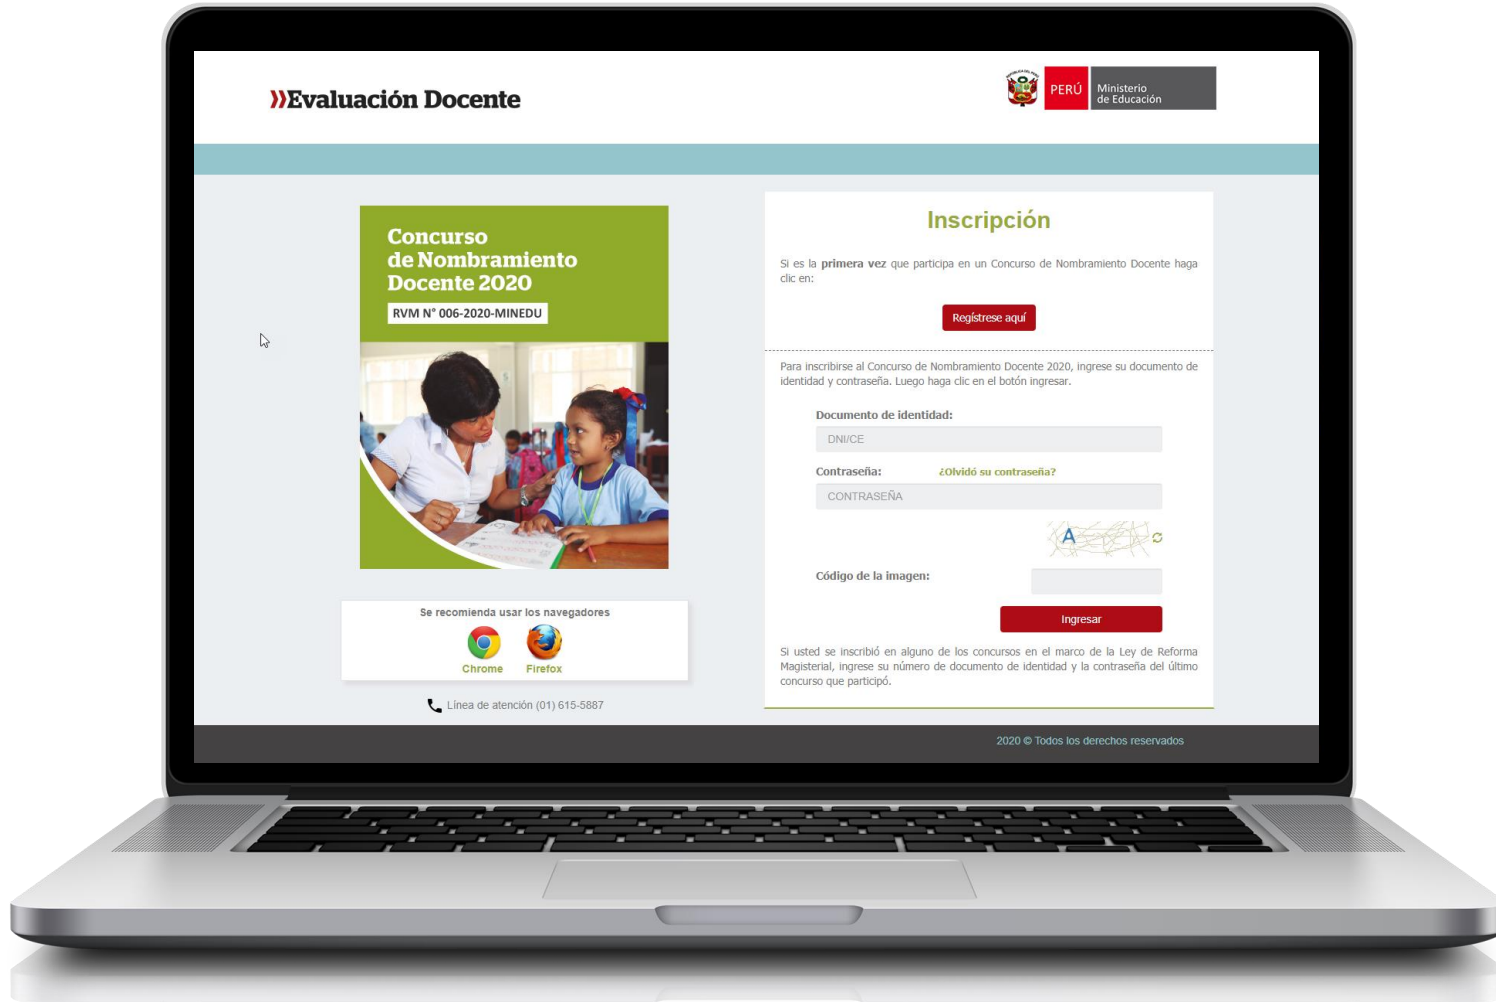 »Evaluación Docente
PERÚ
Ministerio
de Educación
Concurso
de Nombramiento
Docente 2020
RVM N° 006-2020-MINEDU
Se recomienda usar los navegadores
Chrome Firefox
Línea de atención (01) 615-5887
Inscripción
Si es la primera vez que participa en un Concurso de Nombramiento Docente haga
clic en:
Regístrese aquí
Para inscribirse al Concurso de Nombramiento Docente 2020, ingrese su documento de
identidad y contraseña. Luego haga clic en el botón ingresar.
Documento de identidad:
DNI/CE
Contraseña: ¿Olvidó su contraseña?
CONTRASEÑA
A
Código de la imagen:
Ingresar
Si usted se inscribió en alguno de los concursos en el marco de la Ley de Reforma
Magisterial, ingrese su número de documento de identidad y la contraseña del último
concurso que participó.
2020 © Todos los derechos reservados